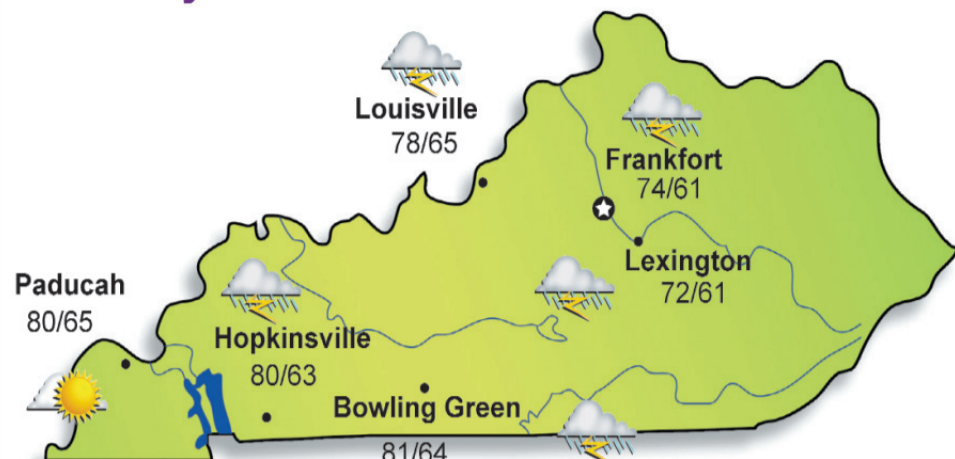 Louisville
78/65
Frankfort
74/61
Lexington
72/61
Paducah
80/65
Hopkinsville
80/63
Bowling Green
81/64